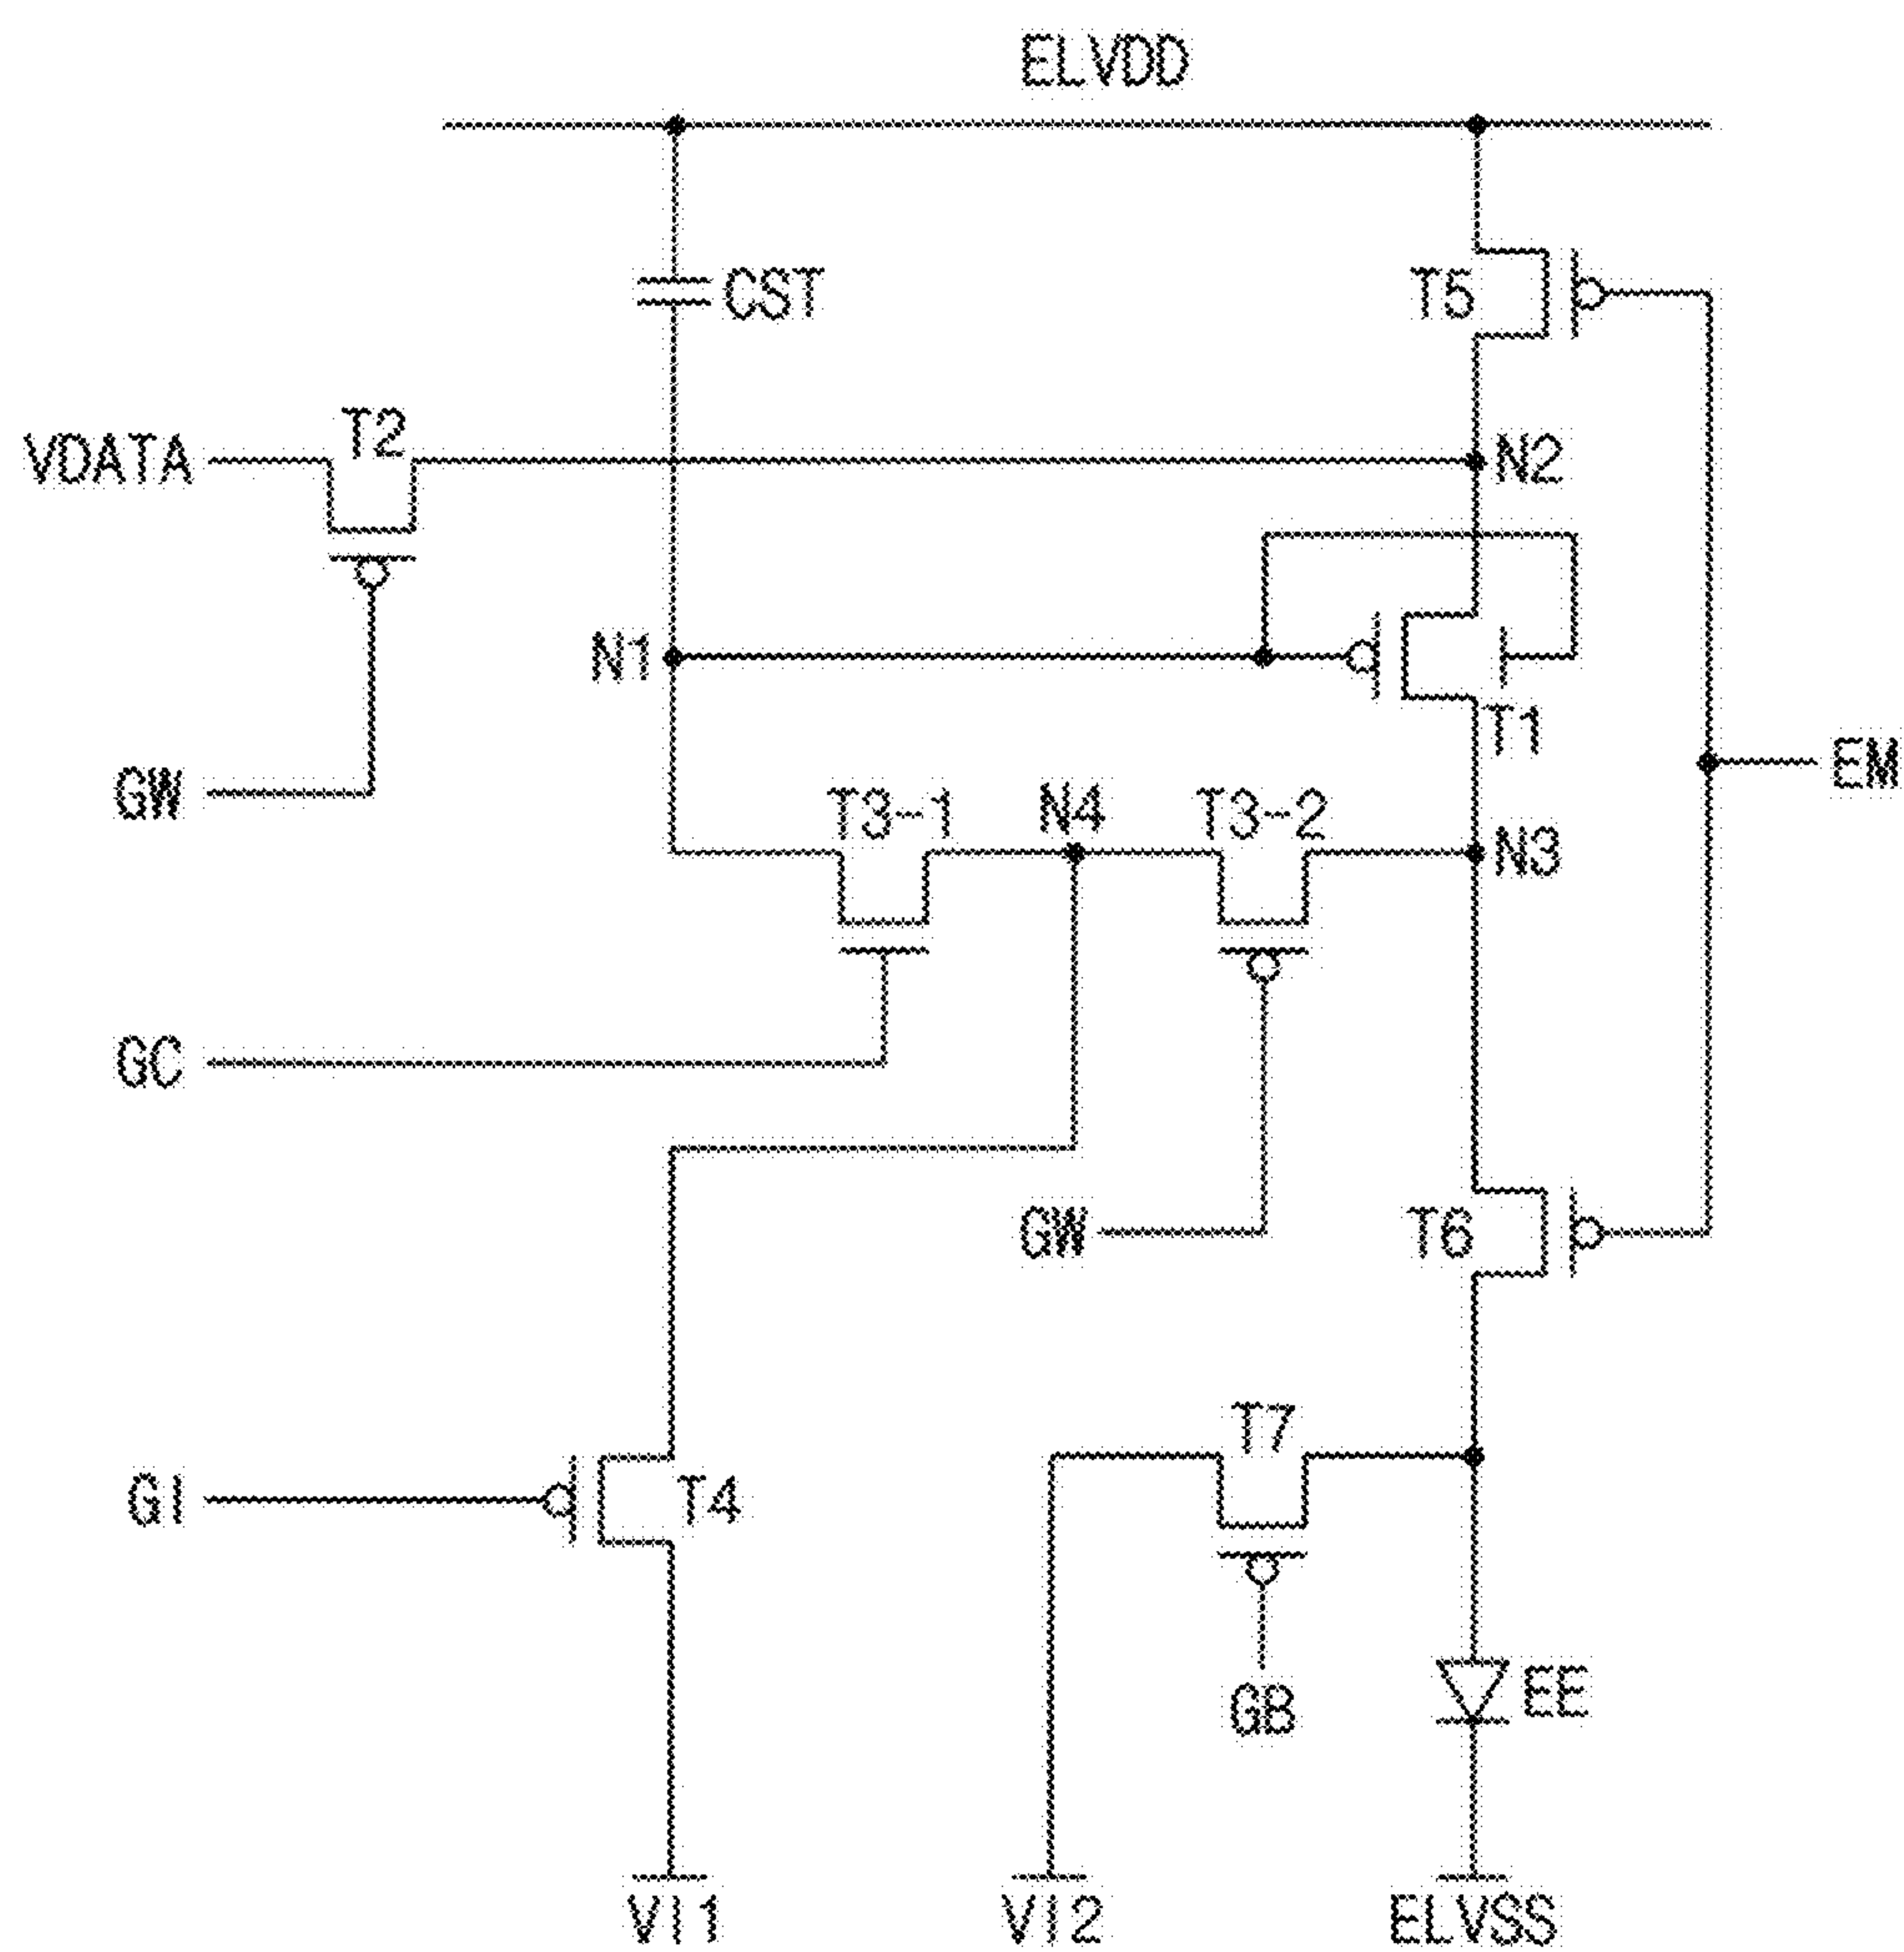 ELVDD
CST
T5
T2
VDATA
N2
N1
T1
EM
GW
T3-1
N4
T3-2
N3
GC
GW
T6
T7
GI
T4
EE
GB
VI1
VI2
ELVSS